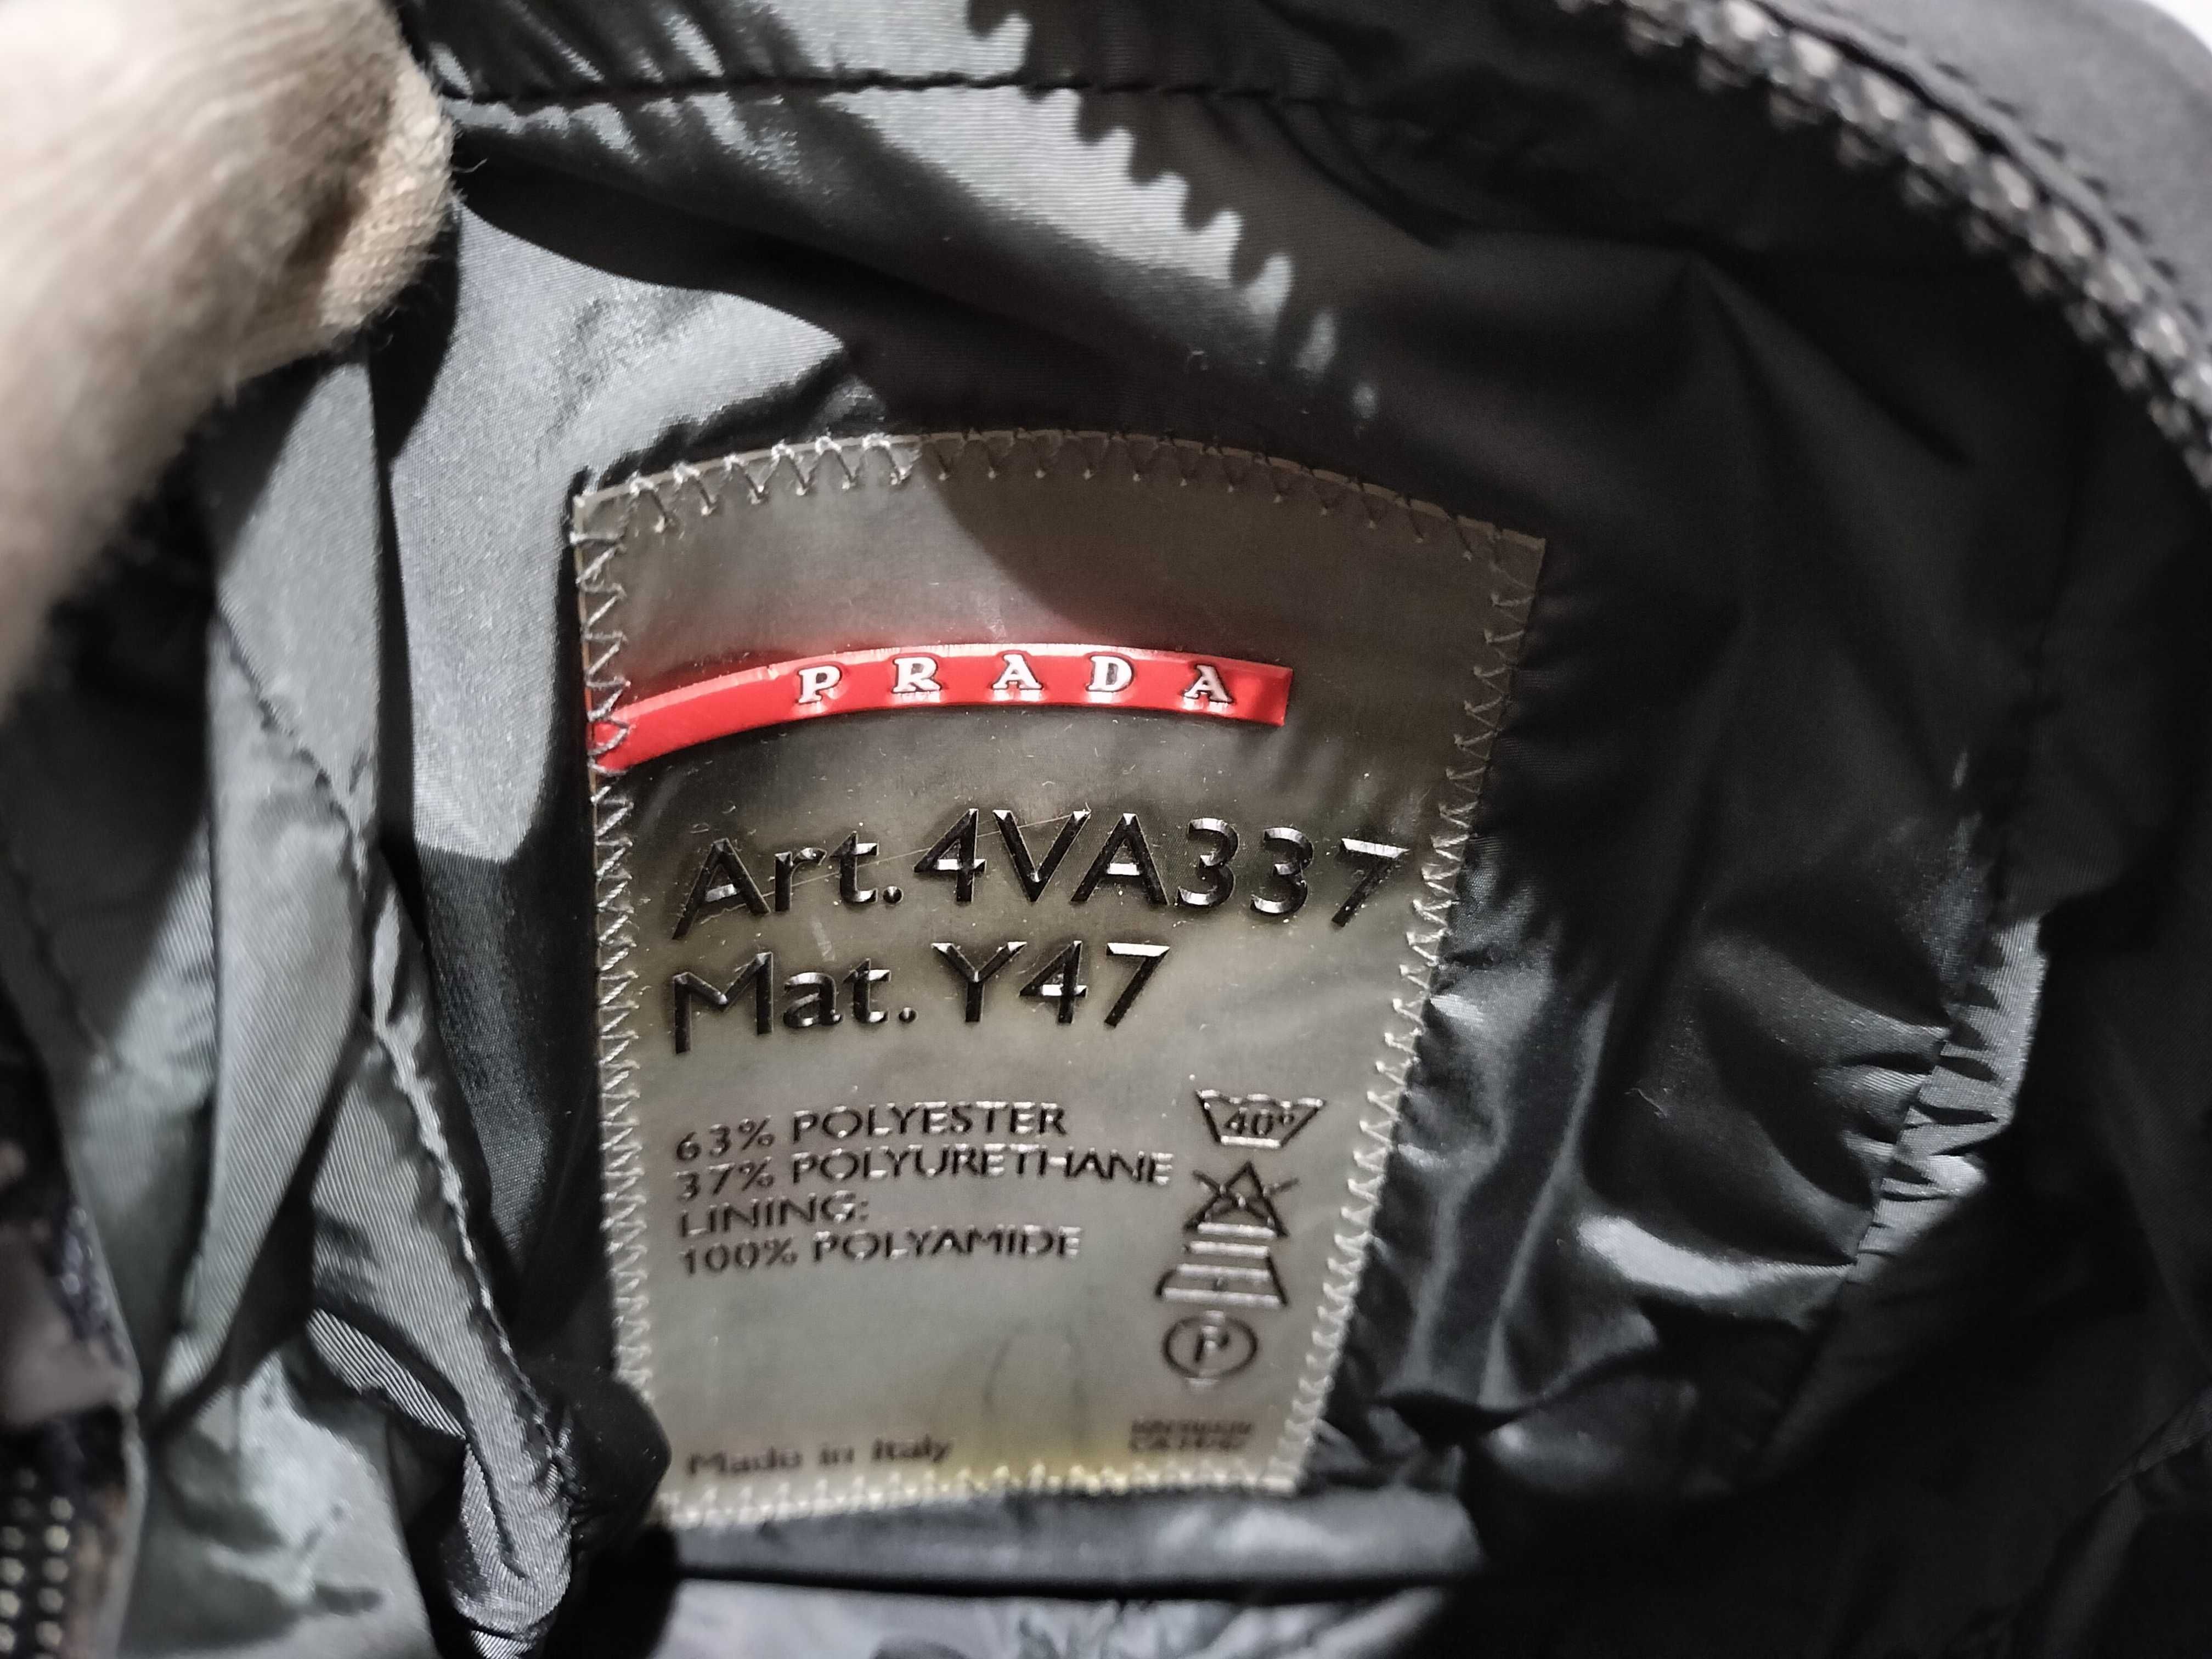 PRADA
Art. 4VA337
Mat. Y47
63% POLYESTER
37% POLYURETHANE
LINING:
100% POLYAMIDE
40°
P
Made in Italy